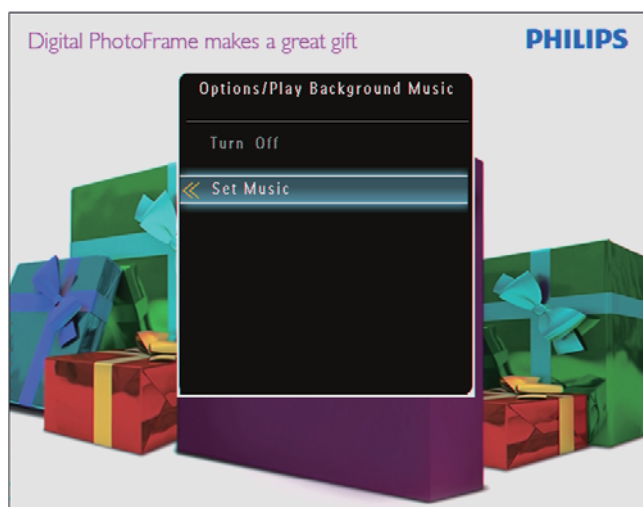 Digital PhotoFrame makes a great gift
PHILIPS
Options/Play Background Music
Turn Off
Set Music